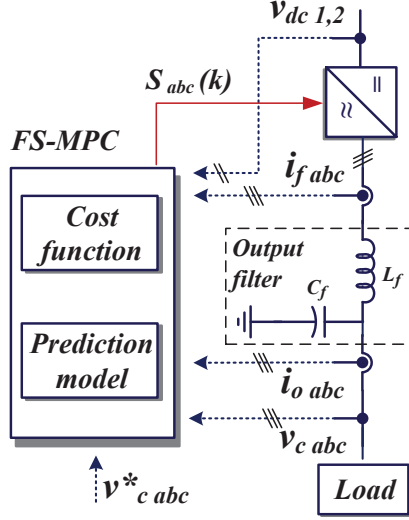 v dc 1,2
S abc (k)
FS-MPC
i f abc
Cost
function
Output
filter
L f
C f
Prediction
model
i o abc
v c abc
v* c abc
Load